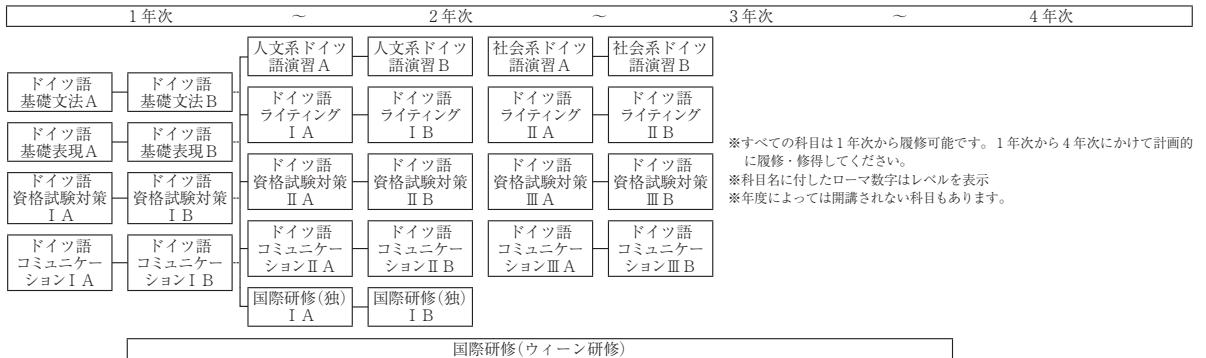 1年次 ～ 2年次 ～ 3年次 ～ 4年次
人文系ドイツ
語演習A
人文系ドイツ
語演習B
社会系ドイツ
語演習A
社会系ドイツ
語演習B
ドイツ語
基礎文法A
ドイツ語
基礎文法B
ドイツ語
ライティング
ⅠA
ドイツ語
ライティング
ⅠB
ドイツ語
ライティング
ⅡA
ドイツ語
ライティング
ⅡB
ドイツ語
基礎表現A
ドイツ語
基礎表現B
ドイツ語
資格試験対策
ⅠA
ドイツ語
資格試験対策
ⅠB
ドイツ語
資格試験対策
ⅡA
ドイツ語
資格試験対策
ⅡB
ドイツ語
資格試験対策
ⅢA
ドイツ語
資格試験対策
ⅢB
ドイツ語
コミュニケー
ションⅠA
ドイツ語
コミュニケー
ションⅠB
ドイツ語
コミュニケー
ションⅡA
ドイツ語
コミュニケー
ションⅡB
ドイツ語
コミュニケー
ションⅢA
ドイツ語
コミュニケー
ションⅢB
国際研修(独)
ⅠA
国際研修(独)
ⅠB
国際研修(ウィーン研修)
※すべての科目は1年次から履修可能です。1年次から4年次にかけて計画的
に履修・修得してください。
※科目名に付したローマ数字はレベルを表示
※年度によっては開講されない科目もあります。